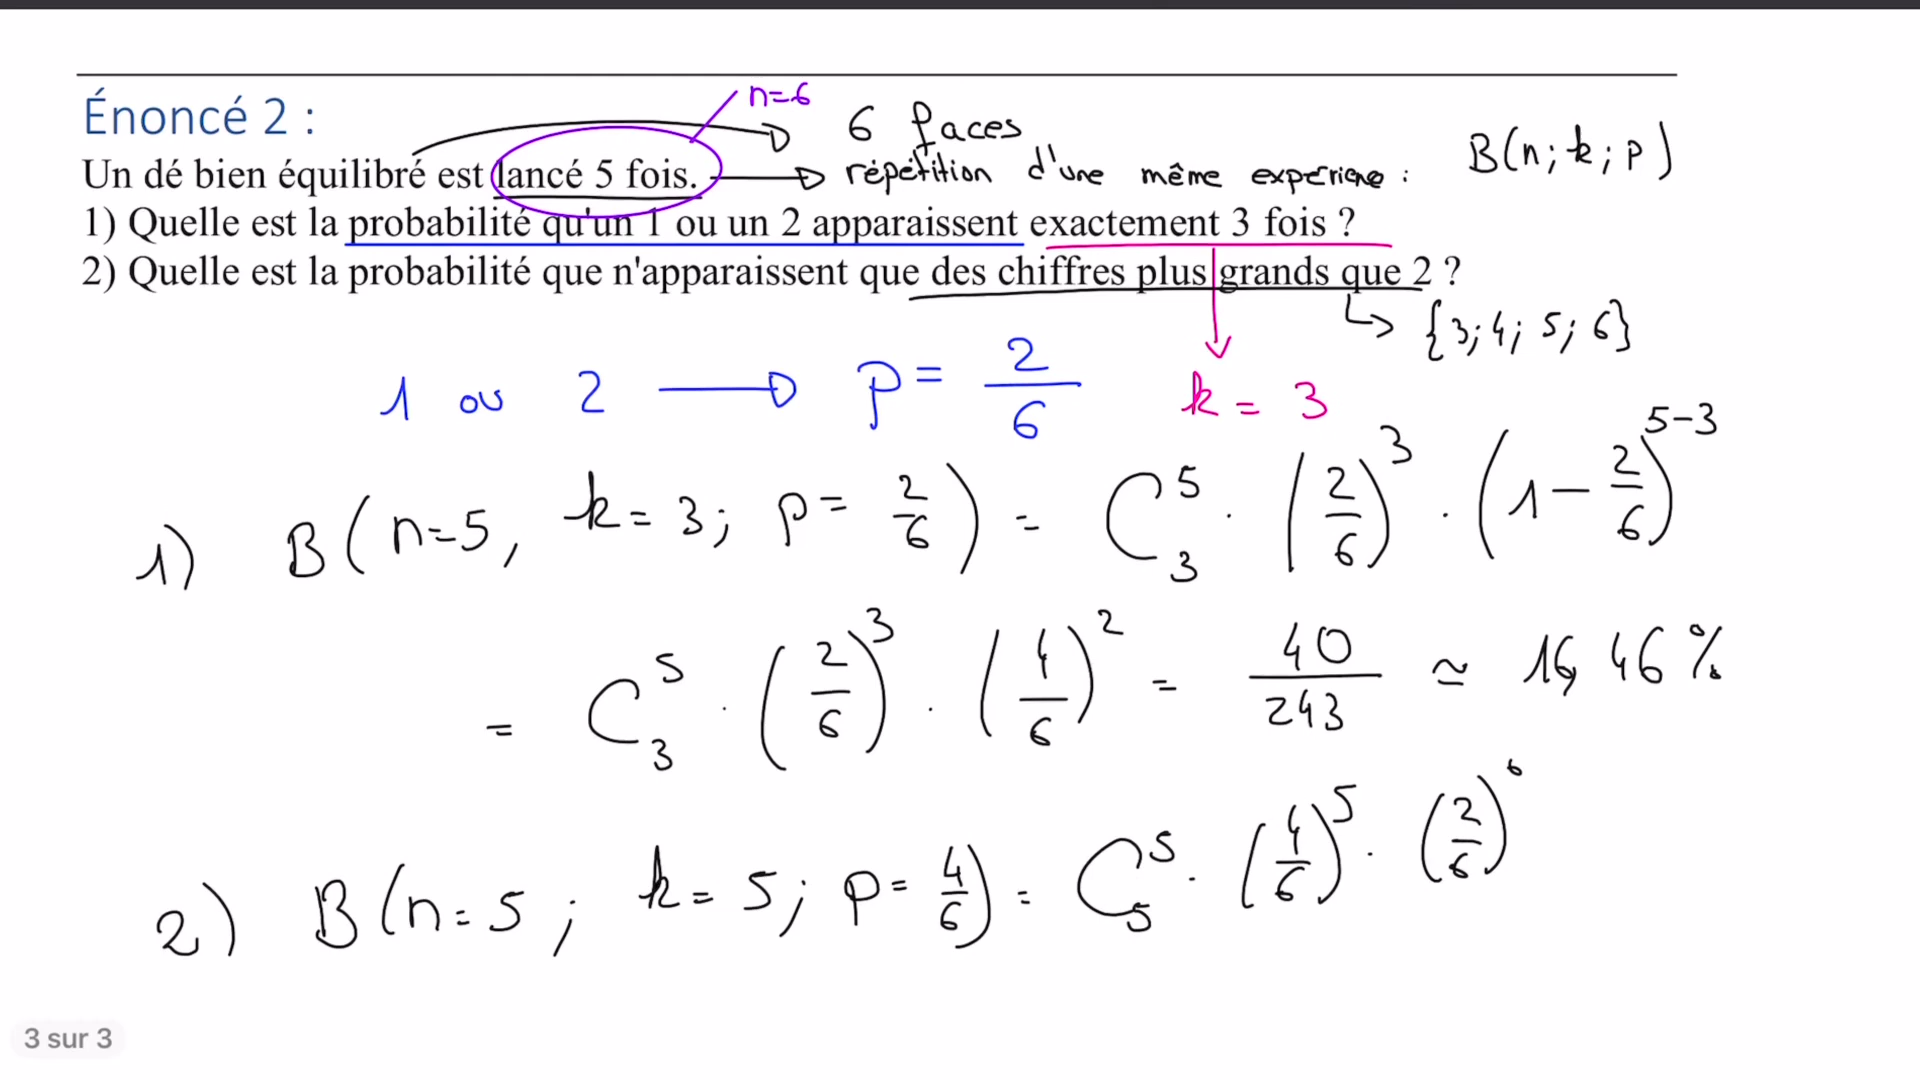 n=6
Énoncé 2 :
6 faces
B(n; k; p)
Un dé bien équilibré est lancé 5 fois. → répétition d'une même expérience :
1) Quelle est la probabilité qu'un 1 ou un 2 apparaissent exactement 3 fois ?
2) Quelle est la probabilité que n'apparaissent que des chiffres plus grands que 2 ?
↳ {3; 4; 5; 6}
1 ou 2 → p = 2/6 k = 3
1) B(n=5, k=3; p=2/6) = C⁵₃ · (2/6)³ · (1 − 2/6)⁵⁻³
= C⁵₃ · (2/6)³ · (4/6)² = 40/243 ≃ 16,46 %
2) B(n=5; k=5; p=4/6) = C⁵₅ · (4/6)⁵ · (2/6)⁰
3 sur 3